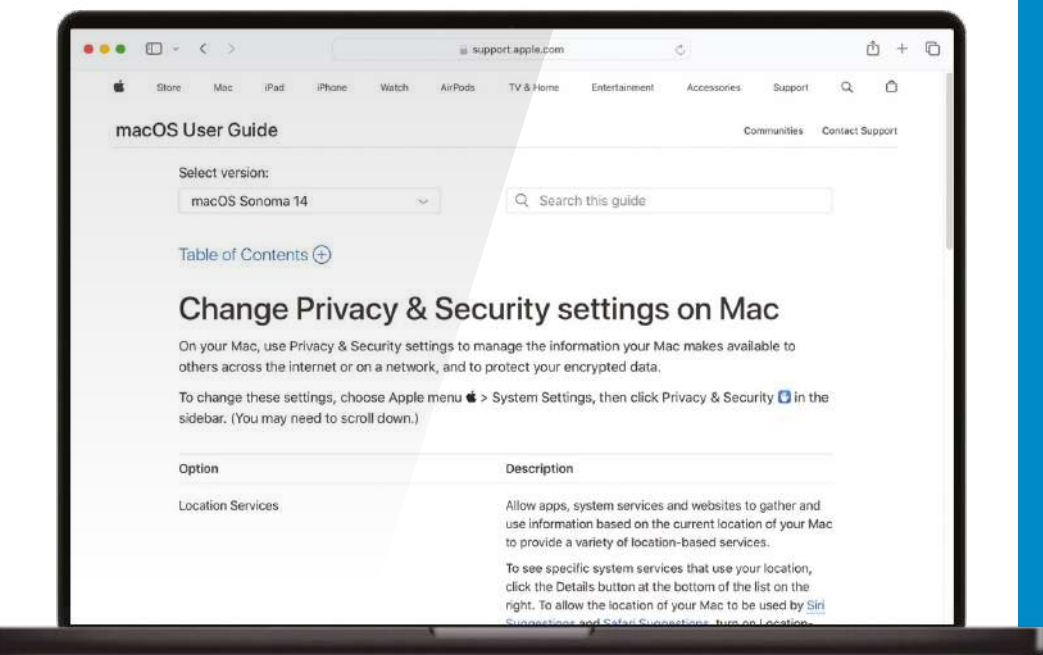 support.apple.com
Store Mac iPad iPhone Watch AirPods TV & Home Entertainment Accessories Support
macOS User Guide
Communities Contact Support
Select version:
macOS Sonoma 14
Search this guide
Table of Contents
Change Privacy & Security settings on Mac
On your Mac, use Privacy & Security settings to manage the information your Mac makes available to
others across the internet or on a network, and to protect your encrypted data.
To change these settings, choose Apple menu > System Settings, then click Privacy & Security in the
sidebar. (You may need to scroll down.)
Option Description
Location Services
Allow apps, system services and websites to gather and
use information based on the current location of your Mac
to provide a variety of location-based services.
To see specific system services that use your location,
click the Details button at the bottom of the list on the
right. To allow the location of your Mac to be used by Siri
Suggestions and Safari Suggestions, turn on Location-